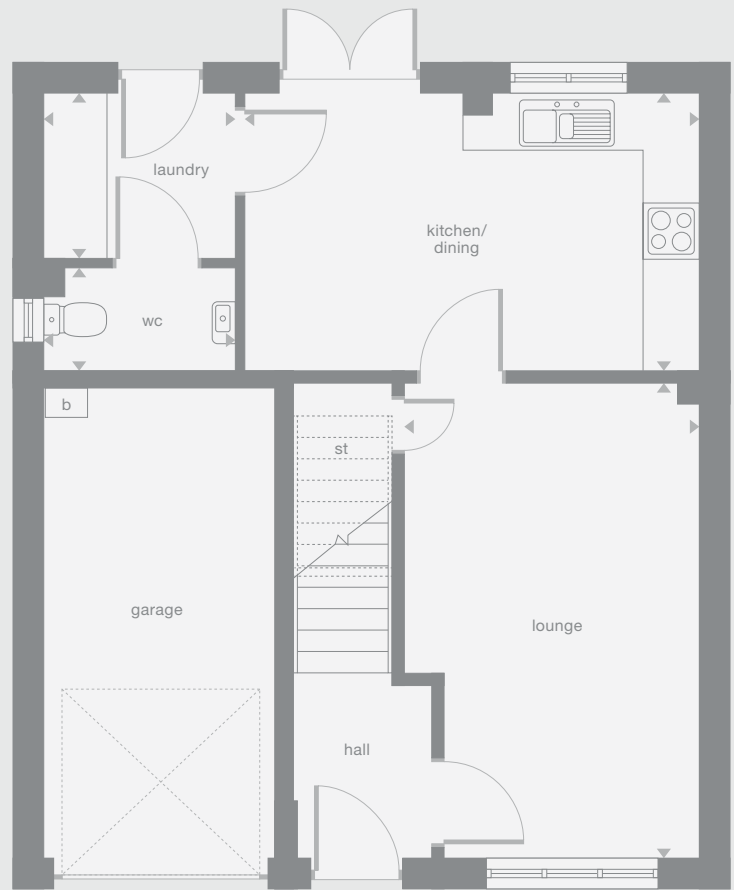 laundry
kitchen/
dining
wc
b
st
garage
lounge
hall